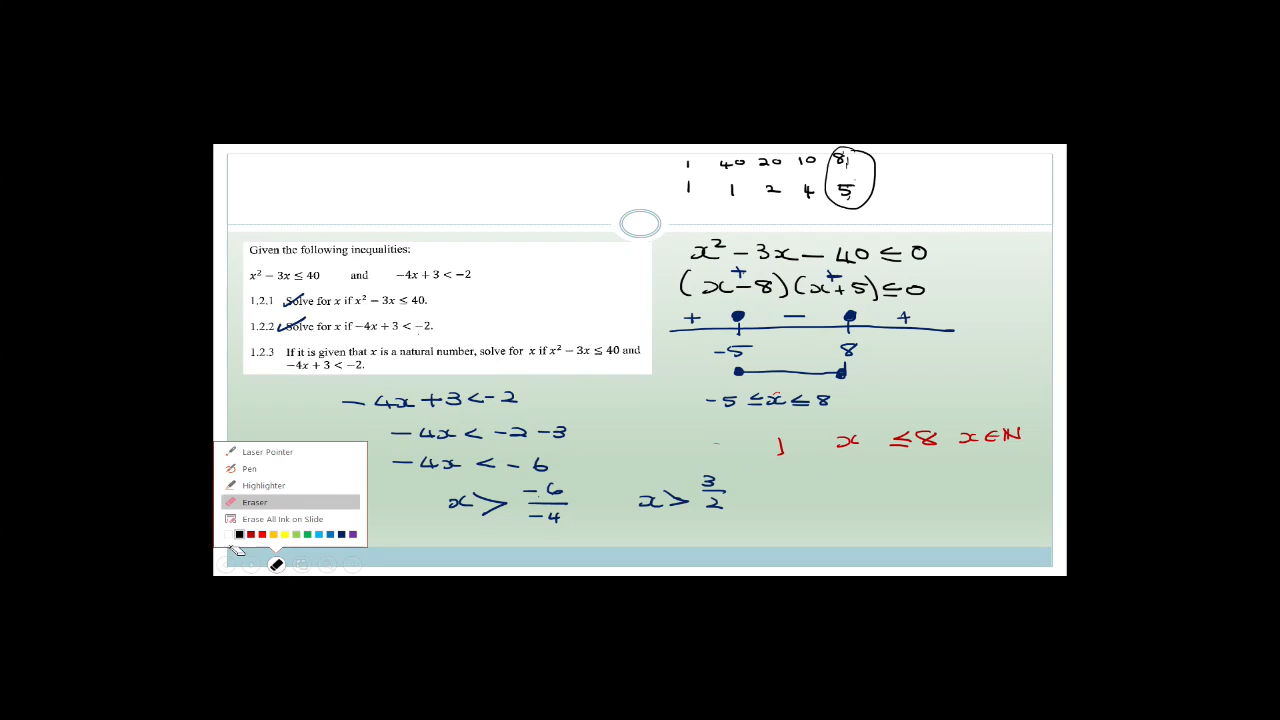 1 40 20 10 8
1 1 2 4 5
Given the following inequalities:
x² − 3x ≤ 40 and −4x + 3 < −2
1.2.1 Solve for x if x² − 3x ≤ 40.
1.2.2 Solve for x if −4x + 3 < −2.
1.2.3 If it is given that x is a natural number, solve for x if x² − 3x ≤ 40 and
−4x + 3 < −2.
x² − 3x − 40 ≤ 0
+ +
(x − 8)(x + 5) ≤ 0
+ − +
−5 8
−5 ≤ x ≤ 8
1 x ≤ 8 x ∈ ℕ
−4x + 3 < −2
−4x < −2 − 3
−4x < −6
x > −6/−4 x > 3/2
Laser Pointer
Pen
Highlighter
Eraser
Erase All Ink on Slide